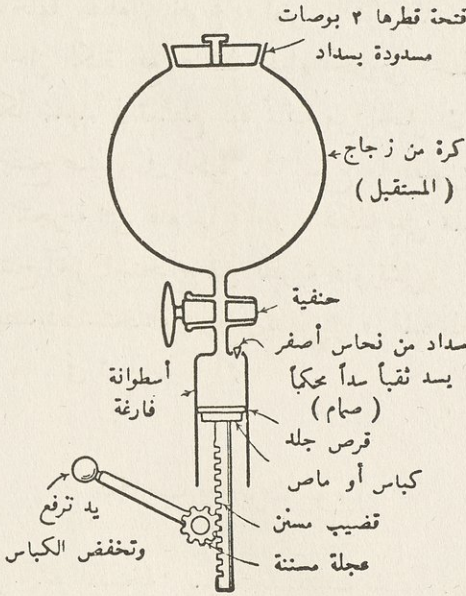 فتحة قطرها ٢ بوصات
مسدودة بسداد
كرة من زجاج
( المستقبل )
حنفية
سداد من نحاس أصفر
يسد ثقباً سداً محكماً
( صمام )
أسطوانة
فارغة
قرص جلد
كباس أو ماص
يد ترفع
وتخفض الكباس
قضيب مسنن
عجلة مسننة